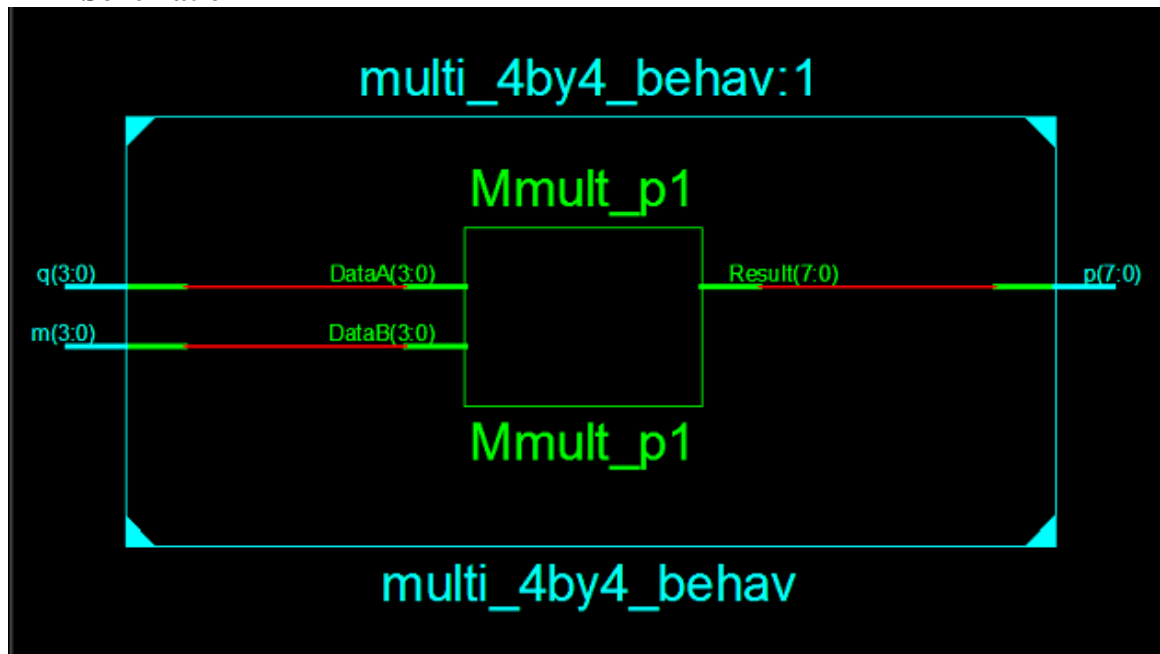 multi_4by4_behav:1
Mmult_p1
q(3:0) DataA(3:0) Result(7:0) p(7:0)
m(3:0) DataB(3:0)
Mmult_p1
multi_4by4_behav